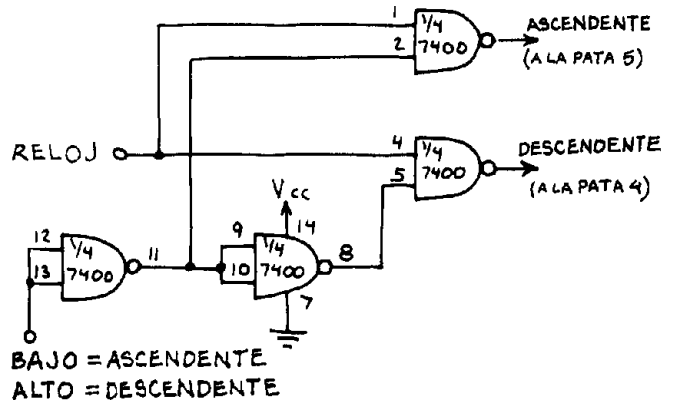 1
1/4
7400
2
ASCENDENTE
(A LA PATA 5)
RELOJ
4
1/4
7400
5
DESCENDENTE
(A LA PATA 4)
Vcc
14
9
1/4
7400
10
8
7
12
1/4
7400
13
11
BAJO = ASCENDENTE
ALTO = DESCENDENTE